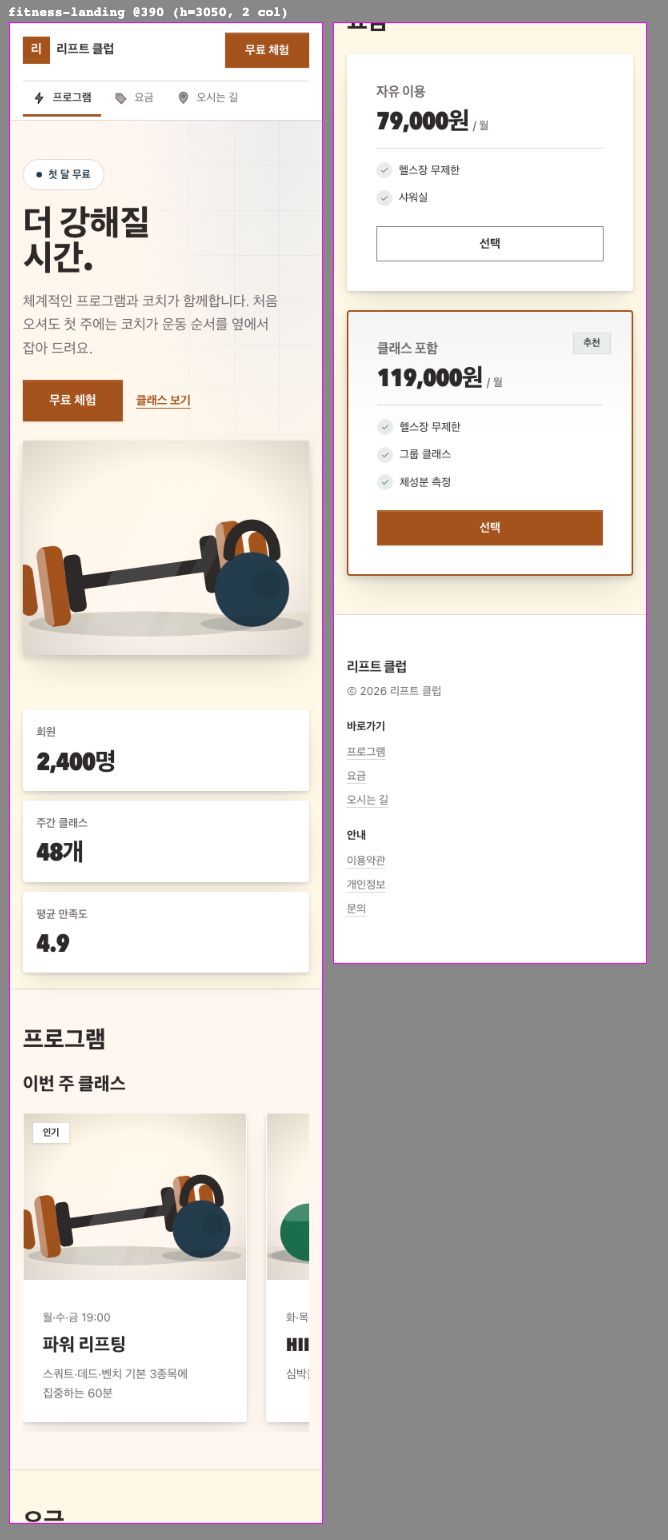 fitness-landing @390 (h=3050, 2 col)
리 리프트 클럽
무료 체험
프로그램
요금
오시는 길
첫 달 무료
더 강해질
시간.
체계적인 프로그램과 코치가 함께합니다. 처음
오셔도 첫 주에는 코치가 운동 순서를 옆에서
잡아 드려요.
무료 체험
클래스 보기
회원
2,400명
주간 클래스
48개
평균 만족도
4.9
프로그램
이번 주 클래스
인기
월·수·금 19:00
파워 리프팅
스쿼트·데드·벤치 기본 3종목에
집중하는 60분
화·목
요금
요금
자유 이용
79,000원 / 월
헬스장 무제한
샤워실
선택
클래스 포함
추천
119,000원 / 월
헬스장 무제한
그룹 클래스
체성분 측정
선택
리프트 클럽
© 2026 리프트 클럽
바로가기
프로그램
요금
오시는 길
안내
이용약관
개인정보
문의